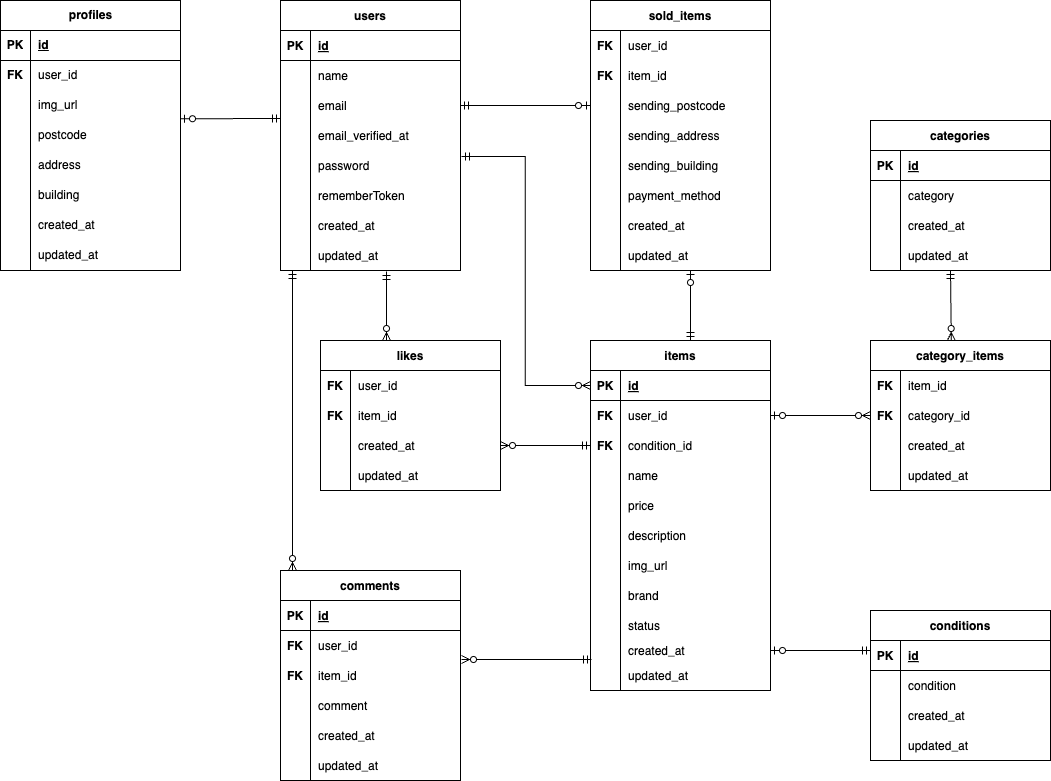 profiles
PK id
FK user_id
img_url
postcode
address
building
created_at
updated_at
users
PK id
name
email
email_verified_at
password
rememberToken
created_at
updated_at
sold_items
FK user_id
FK item_id
sending_postcode
sending_address
sending_building
payment_method
created_at
updated_at
categories
PK id
category
created_at
updated_at
likes
FK user_id
FK item_id
created_at
updated_at
items
PK id
FK user_id
FK condition_id
name
price
description
img_url
brand
status
created_at
updated_at
category_items
FK item_id
FK category_id
created_at
updated_at
comments
PK id
FK user_id
FK item_id
comment
created_at
updated_at
conditions
PK id
condition
created_at
updated_at